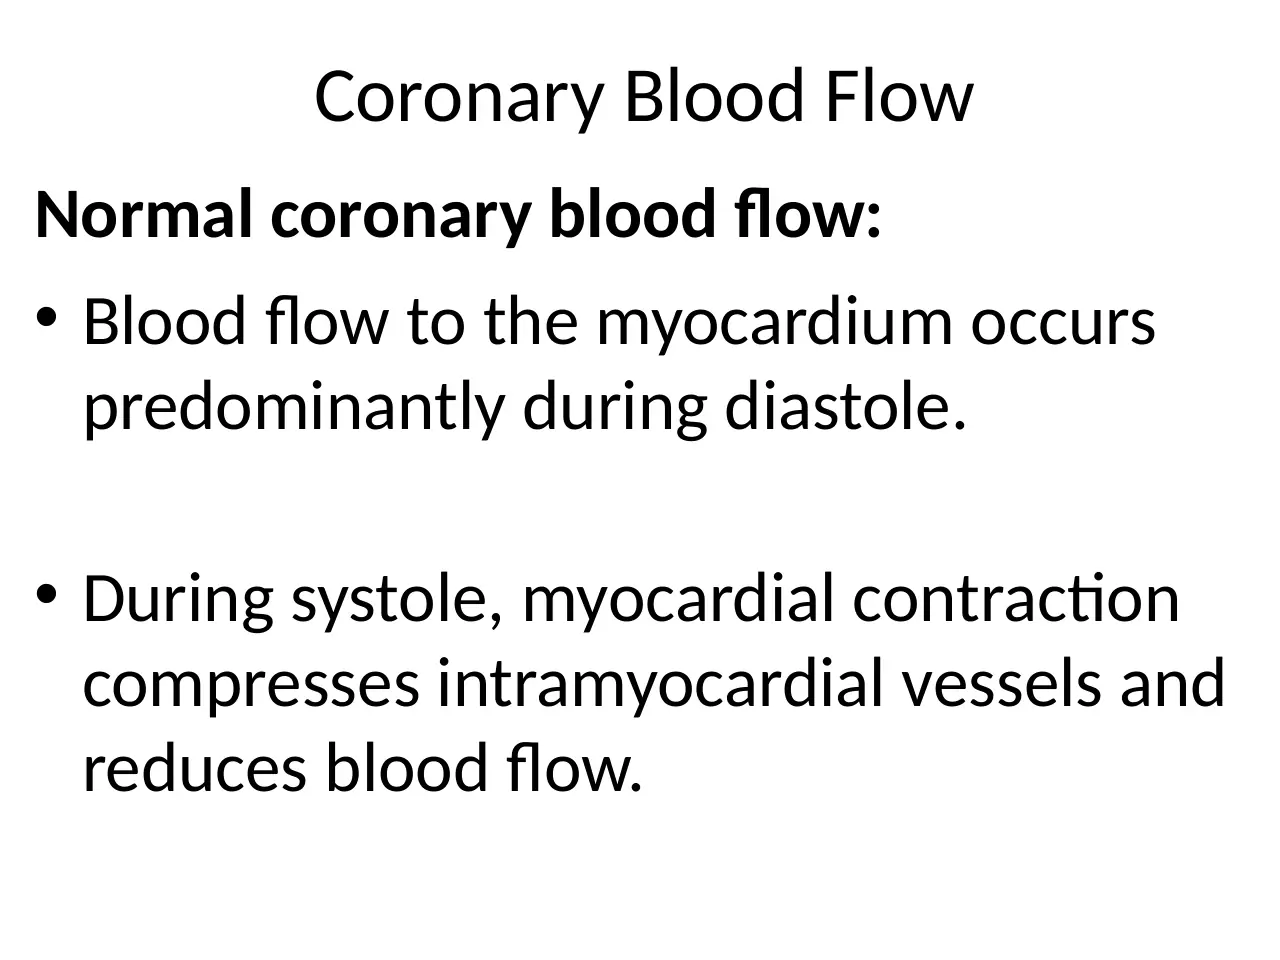 Coronary Blood Flow
Normal coronary blood flow:
• Blood flow to the myocardium occurs
predominantly during diastole.
• During systole, myocardial contraction
compresses intramyocardial vessels and
reduces blood flow.